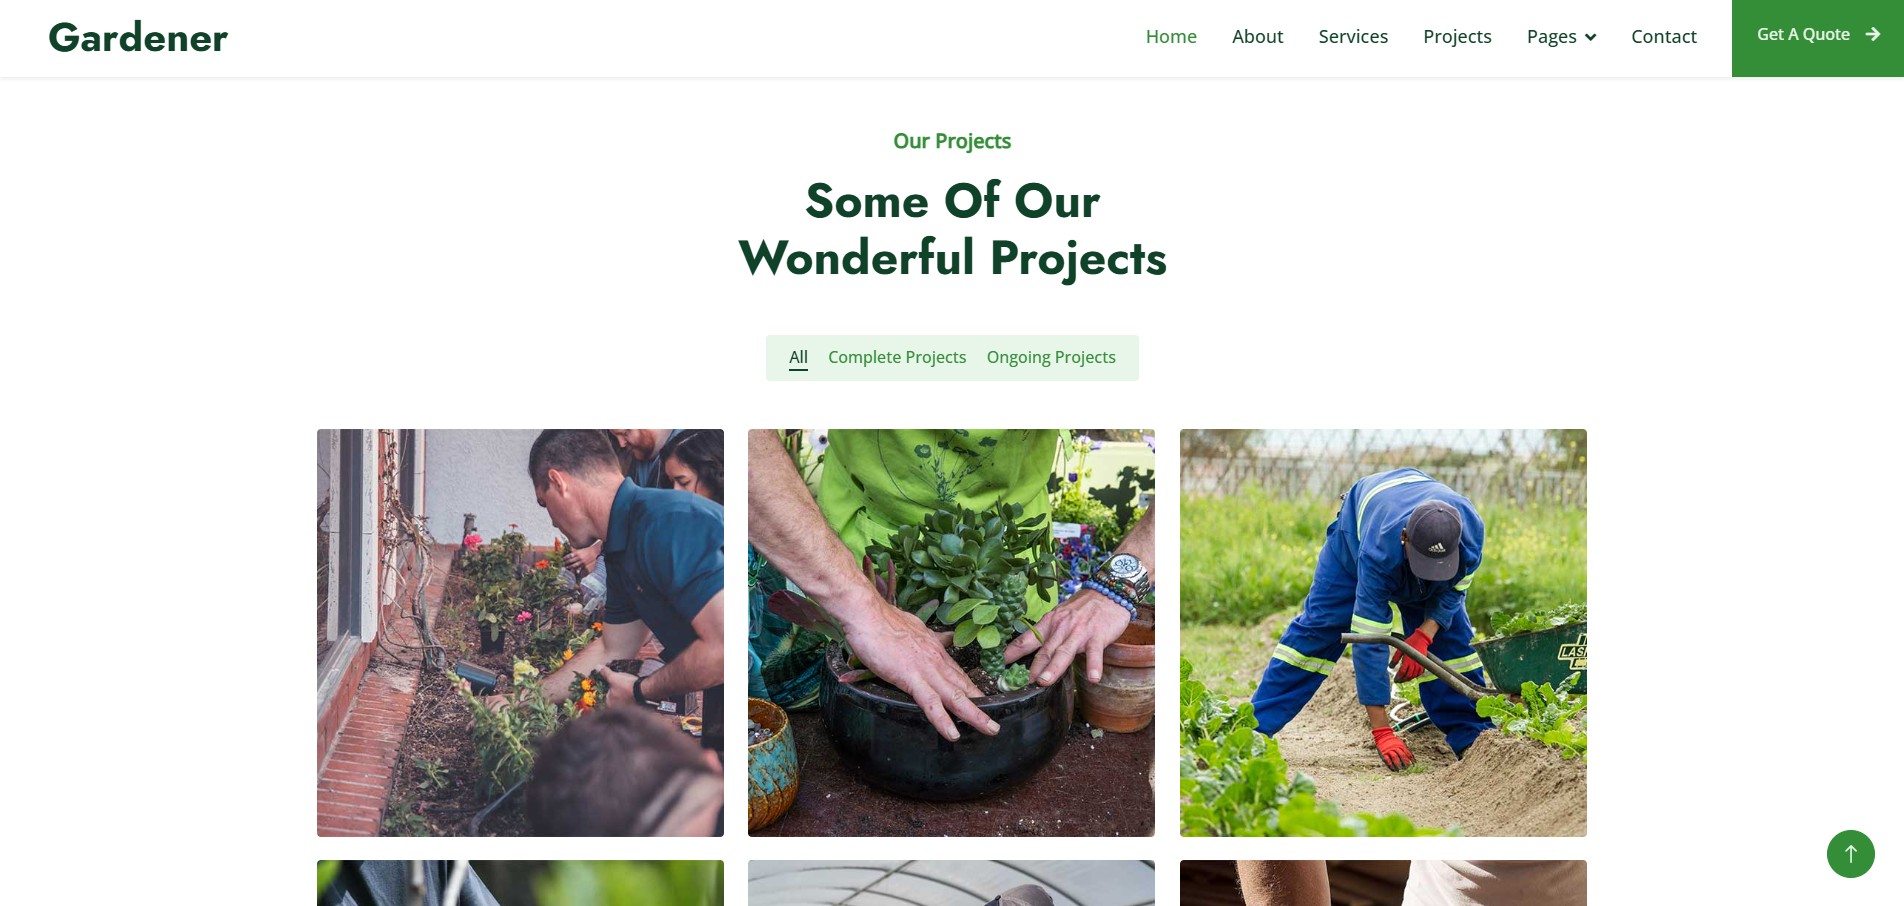 Gardener
Home
About
Services
Projects
Pages
Contact
Get A Quote
Our Projects
Some Of Our
Wonderful Projects
All
Complete Projects
Ongoing Projects